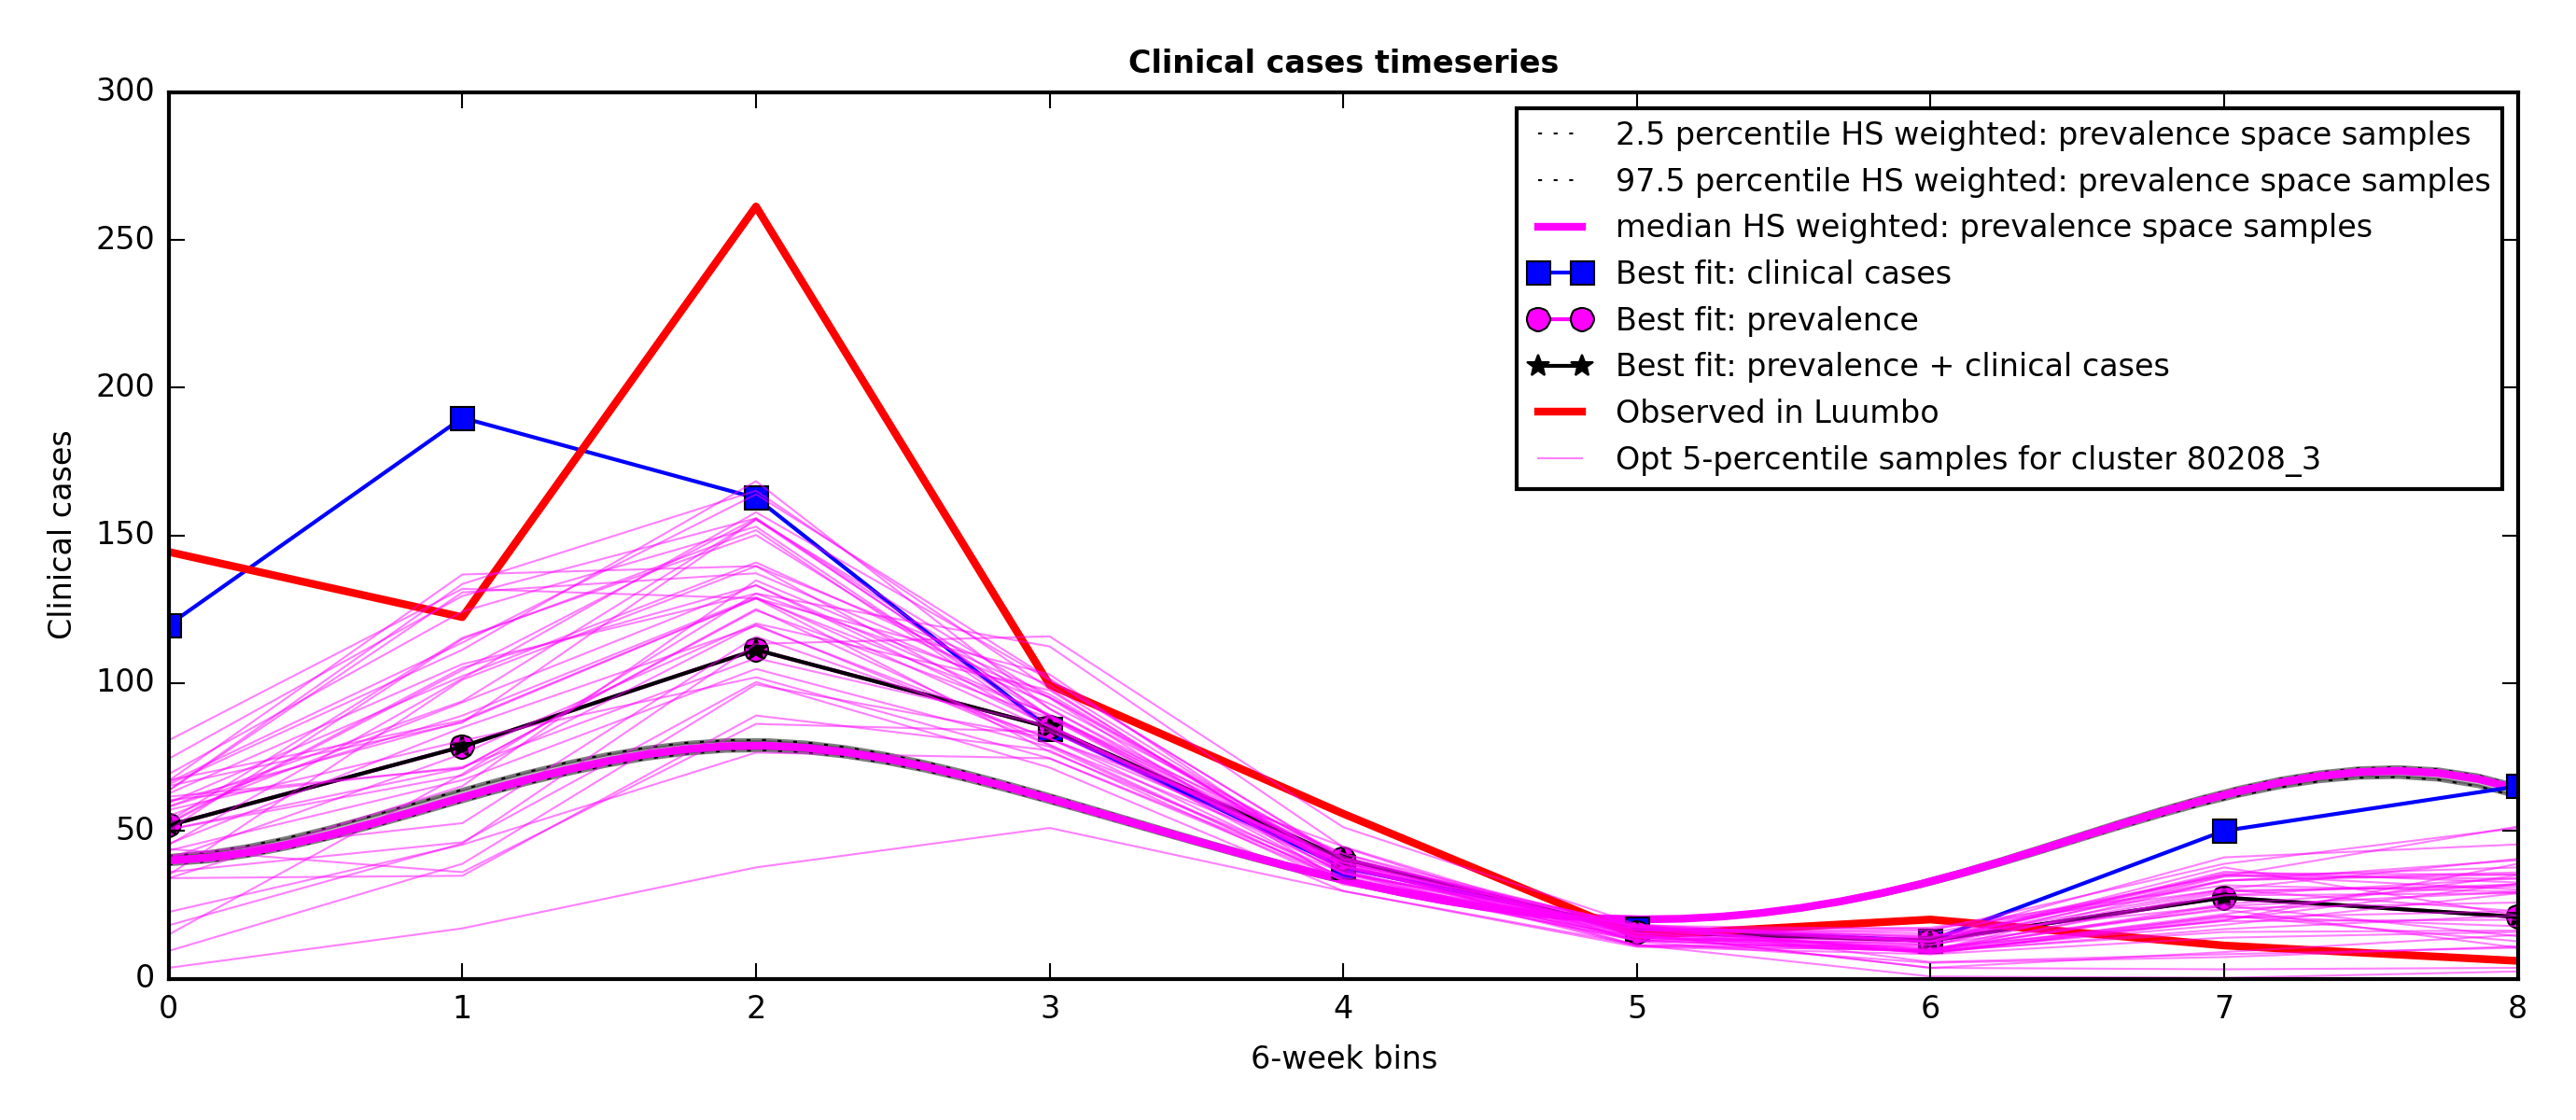 Clinical cases timeseries
300
250
200
150
100
50
0
Clinical cases
2.5 percentile HS weighted: prevalence space samples
97.5 percentile HS weighted: prevalence space samples
median HS weighted: prevalence space samples
Best fit: clinical cases
Best fit: prevalence
Best fit: prevalence + clinical cases
Observed in Luumbo
Opt 5-percentile samples for cluster 80208_3
0 1 2 3 4 5 6 7 8
6-week bins